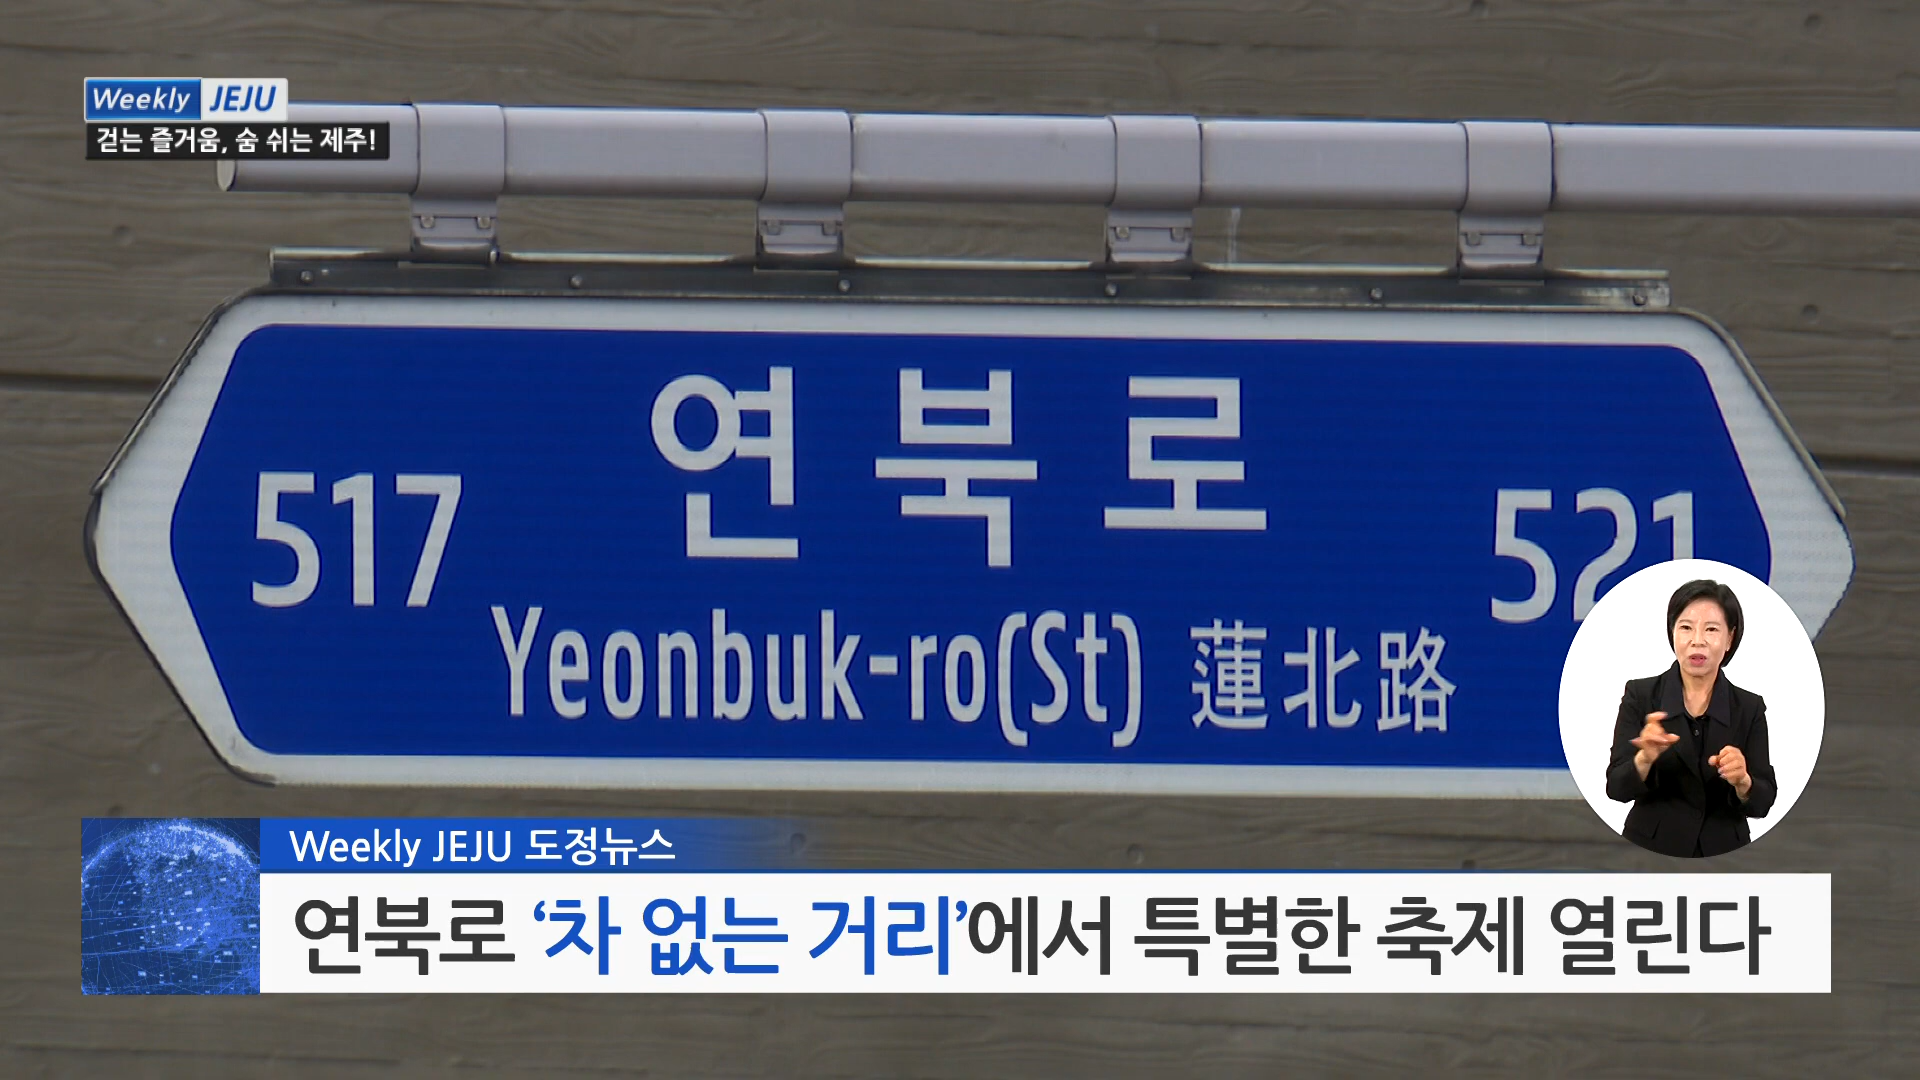 Weekly JEJU
걷는 즐거움, 숨 쉬는 제주!
연북로
517
521
Yeonbuk-ro(St) 蓮北路
Weekly JEJU 도정뉴스
연북로 ‘차 없는 거리’에서 특별한 축제 열린다